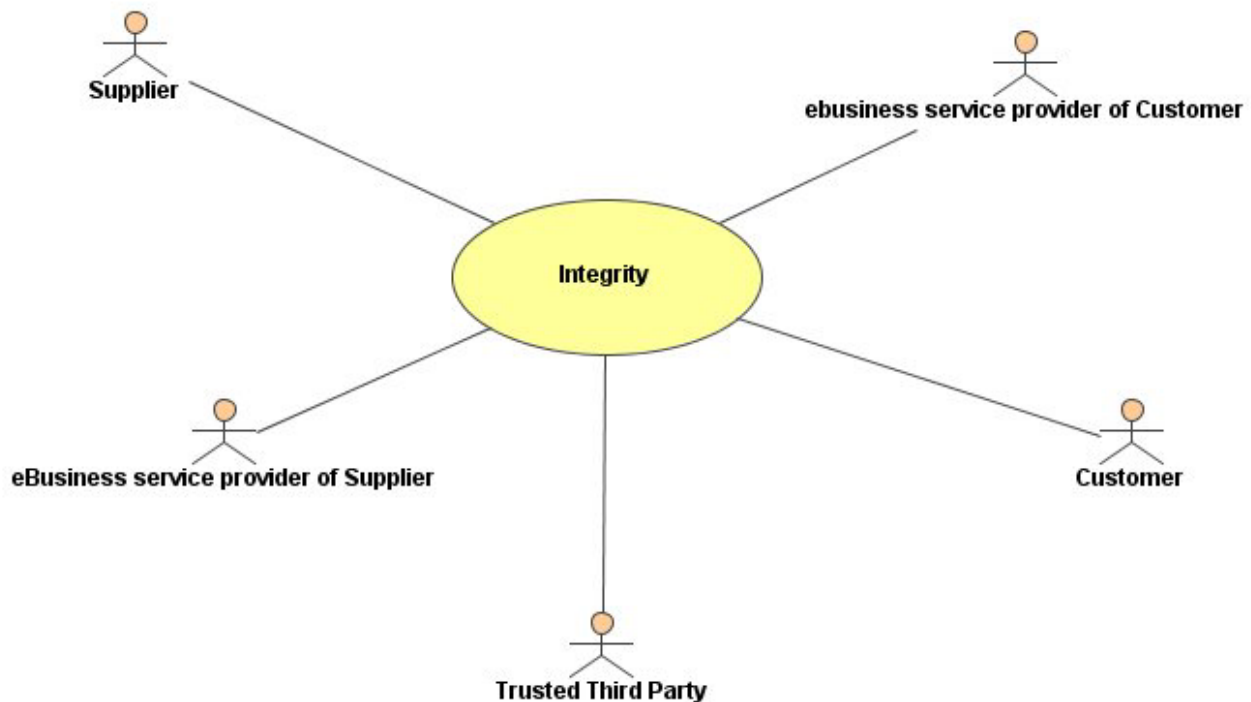 Supplier
ebusiness service provider of Customer
Integrity
eBusiness service provider of Supplier
Customer
Trusted Third Party